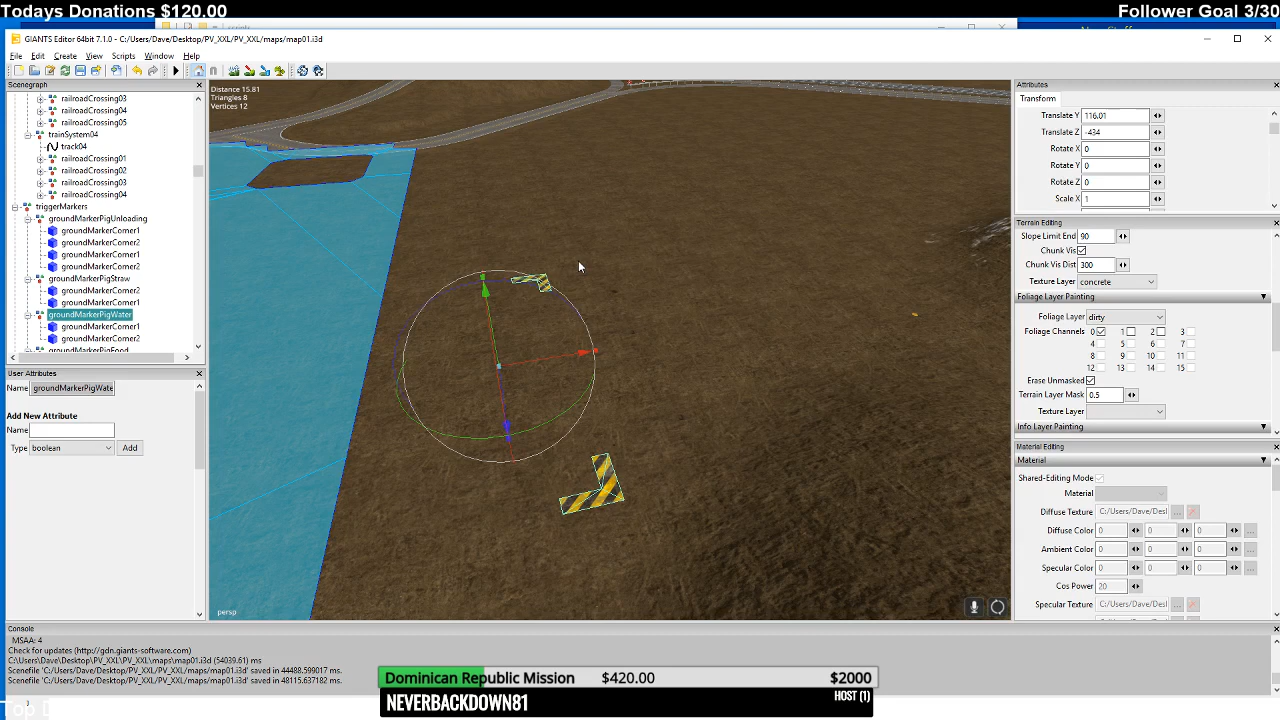 Todays Donations $120.00
Follower Goal 3/30
GIANTS Editor 64bit 7.1.0 - C:/Users/Dave/Desktop/PV_XXL/PV_XXL/maps/map01.i3d
File Edit Create View Scripts Window Help
Scenegraph
railroadCrossing03
railroadCrossing04
railroadCrossing05
trainSystem04
track04
railroadCrossing01
railroadCrossing02
railroadCrossing03
railroadCrossing04
triggerMarkers
groundMarkerPigUnloading
groundMarkerCorner1
groundMarkerCorner2
groundMarkerCorner1
groundMarkerCorner2
groundMarkerPigStraw
groundMarkerCorner2
groundMarkerCorner1
groundMarkerPigWater
groundMarkerCorner1
groundMarkerCorner2
groundMarkerPigFood
User Attributes
Name groundMarkerPigWate
Add New Attribute
Name
Type boolean Add
Distance 15.81
Triangles 8
Vertices 12
persp
Attributes
Transform
Translate Y 116.01
Translate Z -434
Rotate X 0
Rotate Y 0
Rotate Z 0
Scale X 1
Terrain Editing
Slope Limit End 90
Chunk Vis
Chunk Vis Dist 300
Texture Layer concrete
Foliage Layer Painting
Foliage Layer dirty
Foliage Channels 0 1 2 3
4 5 6 7
8 9 10 11
12 13 14 15
Erase Unmasked
Terrain Layer Mask 0.5
Texture Layer
Info Layer Painting
Material Editing
Material
Shared-Editing Mode
Material
Diffuse Texture C:/Users/Dave/Desl ...
Diffuse Color 0 0 0 ...
Ambient Color 0 0 0 ...
Specular Color 0 0 0 ...
Cos Power 20
Specular Texture C:/Users/Dave/Desl ...
Console
MSAA: 4
Check for updates (http://gdn.giants-software.com)
C:\Users\Dave\Desktop\PV_XXL\PV_XXL\maps\map01.i3d (54039.61) ms
Scenefile 'C:/Users/Dave/Desktop/PV_XXL/PV_XXL/maps/map01.i3d' saved in 44488.599017 ms.
Scenefile 'C:/Users/Dave/Desktop/PV_XXL/PV_XXL/maps/map01.i3d' saved in 48115.637182 ms.
Dominican Republic Mission $420.00 $2000
NEVERBACKDOWN81 HOST (1)
Top D